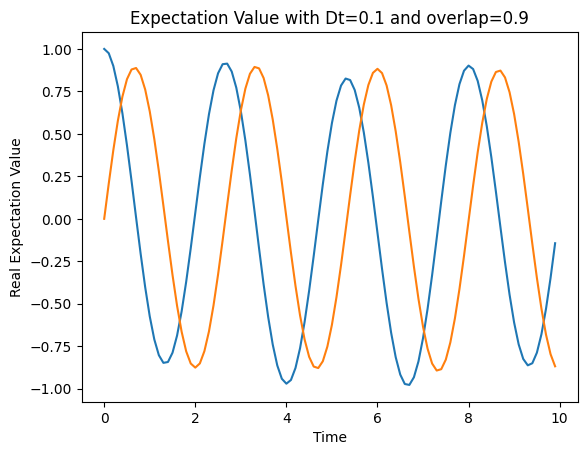 Expectation Value with Dt=0.1 and overlap=0.9
1.00
0.75
0.50
0.25
0.00
-0.25
-0.50
-0.75
-1.00
Real Expectation Value
0 2 4 6 8 10
Time